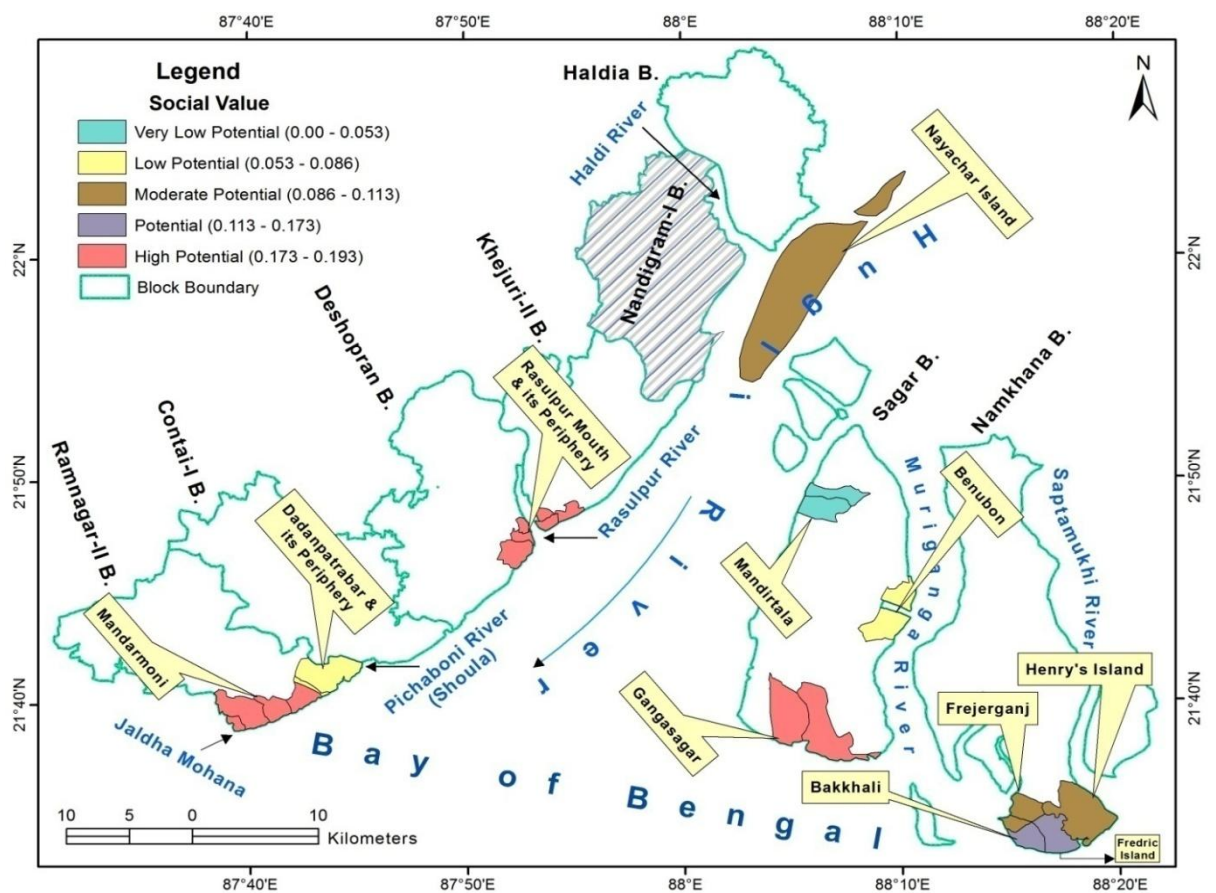 87°40'E
87°50'E
88°E
88°10'E
88°20'E
Legend
Social Value
Very Low Potential (0.00 - 0.053)
Low Potential (0.053 - 0.086)
Moderate Potential (0.086 - 0.113)
Potential (0.113 - 0.173)
High Potential (0.173 - 0.193)
Block Boundary
N
Haldia B.
Haldi River
Nayachar Island
Nandigram-I B.
Khejuri-II B.
Deshopran B.
Contai-I B.
Ramnagar-II B.
Rasulpur Mouth
& its Periphery
Dadanpatrabar &
its Periphery
Mandarmoni
Jaldha Mohana
Pichaboni River
(Shoula)
Rasulpur River
Hugli River
Sagar B.
Namkhana B.
Muriganga River
Saptamukhi River
Benubon
Mandirtala
Gangasagar
Henry's Island
Frejerganj
Bakkhali
Fredric
Island
Bay of Bengal
22°N
21°50'N
21°40'N
22°N
21°50'N
21°40'N
10 5 0 10
Kilometers
87°40'E
87°50'E
88°E
88°10'E
88°20'E